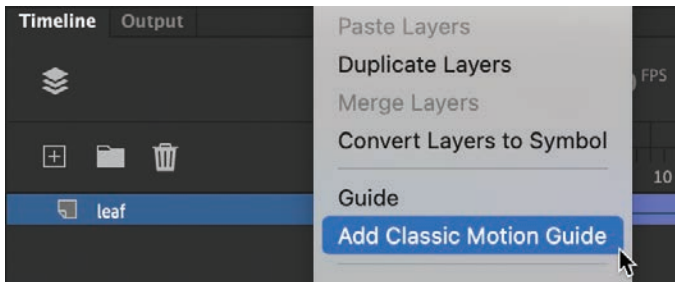 Timeline Output
Paste Layers
Duplicate Layers
FPS
Merge Layers
Convert Layers to Symbol
10
Guide
leaf
Add Classic Motion Guide